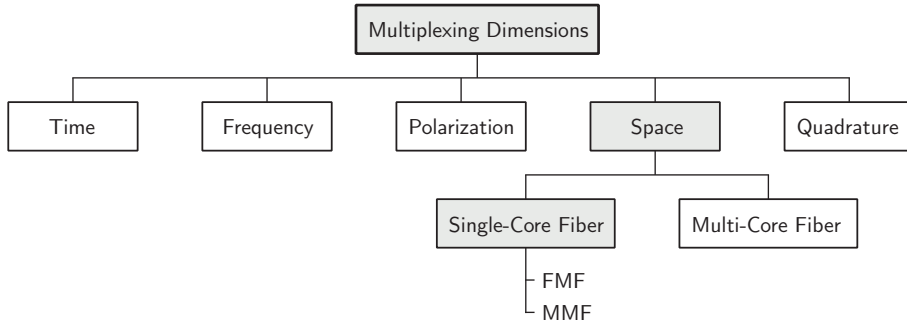 Multiplexing Dimensions
Time
Frequency
Polarization
Space
Quadrature
Single-Core Fiber
Multi-Core Fiber
FMF
MMF